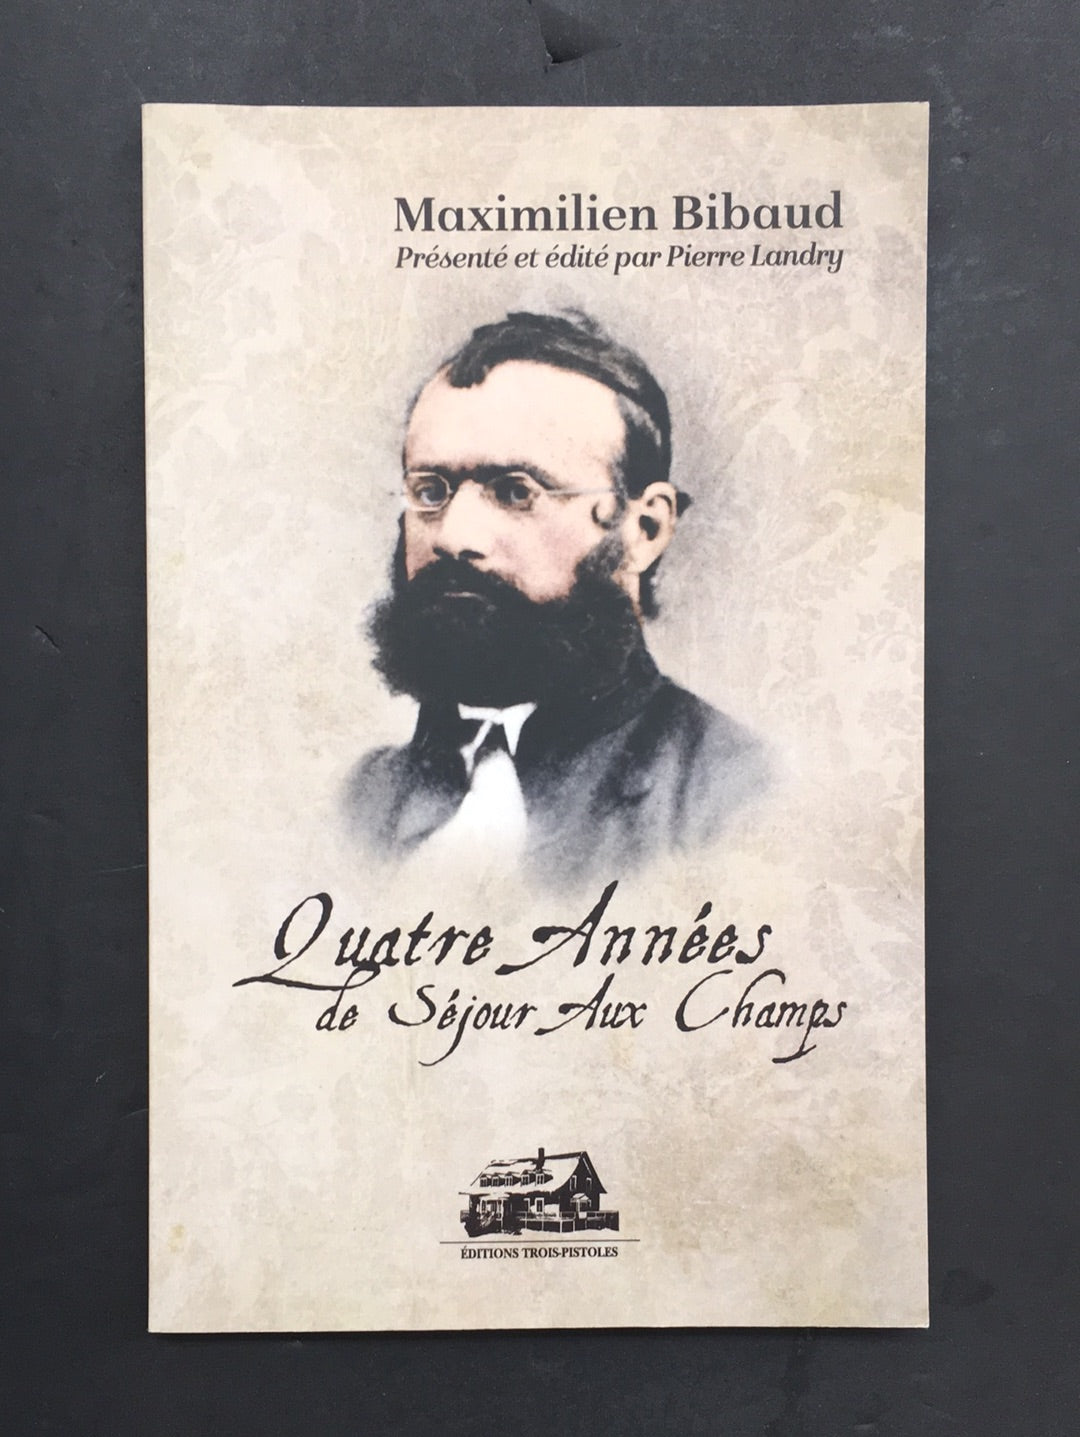 Maximilien Bibaud
Présenté et édité par Pierre Landry
Quatre Années
de Séjour Aux Champs
ÉDITIONS TROIS-PISTOLES